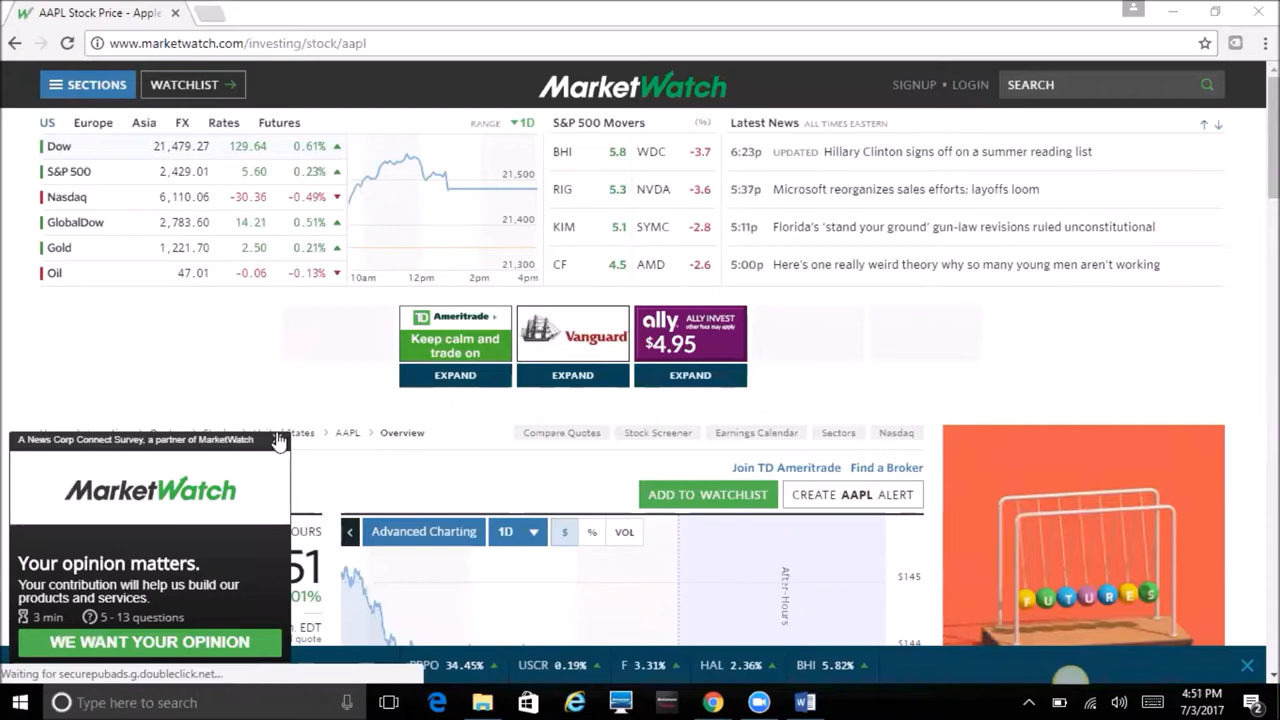 AAPL Stock Price - Apple
www.marketwatch.com/investing/stock/aapl
SECTIONS
WATCHLIST
MarketWatch
SIGNUP • LOGIN
SEARCH
US Europe Asia FX Rates Futures
RANGE 1D
Dow 21,479.27 129.64 0.61%
S&P 500 2,429.01 5.60 0.23%
Nasdaq 6,110.06 -30.36 -0.49%
GlobalDow 2,783.60 14.21 0.51%
Gold 1,221.70 2.50 0.21%
Oil 47.01 -0.06 -0.13%
21,500
21,400
21,300
10am 12pm 2pm 4pm
S&P 500 Movers (%)
BHI 5.8 WDC -3.7
RIG 5.3 NVDA -3.6
KIM 5.1 SYMC -2.8
CF 4.5 AMD -2.6
Latest News ALL TIMES EASTERN
6:23p UPDATED Hillary Clinton signs off on a summer reading list
5:37p Microsoft reorganizes sales efforts; layoffs loom
5:11p Florida's 'stand your ground' gun-law revisions ruled unconstitutional
5:00p Here's one really weird theory why so many young men aren't working
TD Ameritrade
Keep calm and
trade on
EXPAND
Vanguard
EXPAND
ally ALLY INVEST
other fees may apply
$4.95
EXPAND
AAPL Overview
Compare Quotes Stock Screener Earnings Calendar Sectors Nasdaq
Join TD Ameritrade Find a Broker
ADD TO WATCHLIST
CREATE AAPL ALERT
Advanced Charting 1D $ % VOL
After-Hours
$145
$144
51
01%
EDT
quote
A News Corp Connect Survey, a partner of MarketWatch
MarketWatch
Your opinion matters.
Your contribution will help us build our
products and services.
3 min 5 - 13 questions
WE WANT YOUR OPINION
FUTURES
34.45% USCR 0.19% F 3.31% HAL 2.36% BHI 5.82%
Waiting for securepubads.g.doubleclick.net...
Type here to search
4:51 PM
7/3/2017
2